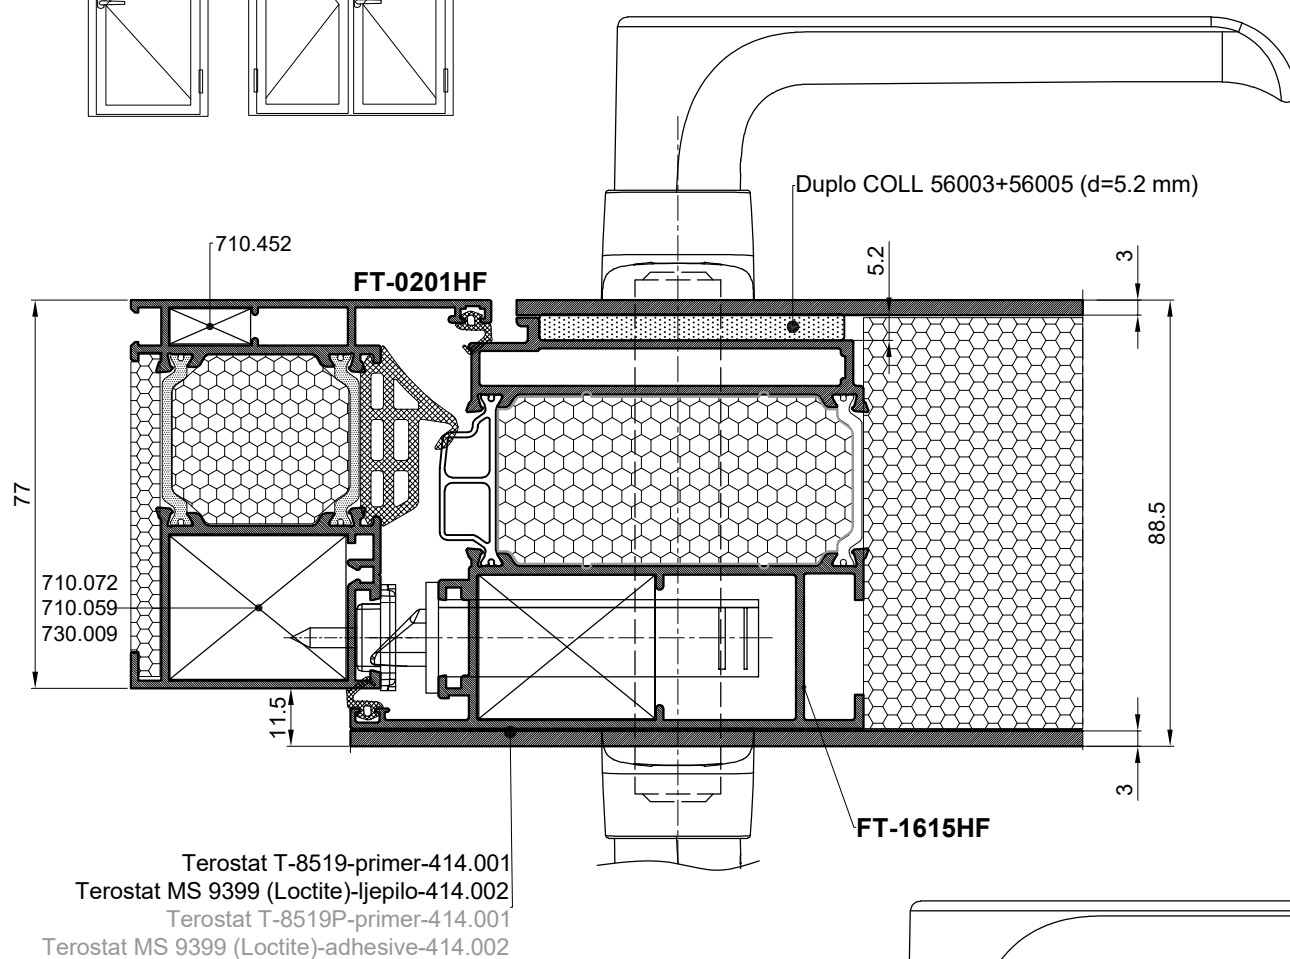 Duplo COLL 56003+56005 (d=5.2 mm)
710.452
FT-0201HF
5.2
3
77
88.5
710.072
710.059
730.009
11.5
3
FT-1615HF
Terostat T-8519-primer-414.001
Terostat MS 9399 (Loctite)-ljepilo-414.002
Terostat T-8519P-primer-414.001
Terostat MS 9399 (Loctite)-adhesive-414.002